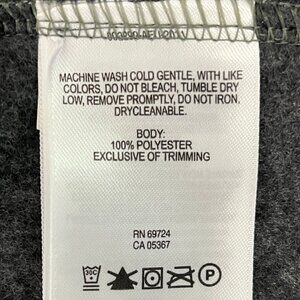 MACHINE WASH COLD GENTLE, WITH LIKE
COLORS, DO NOT BLEACH, TUMBLE DRY
LOW, REMOVE PROMPTLY, DO NOT IRON,
DRYCLEANABLE.
BODY:
100% POLYESTER
EXCLUSIVE OF TRIMMING
RN 69724
CA 05367
30C
P